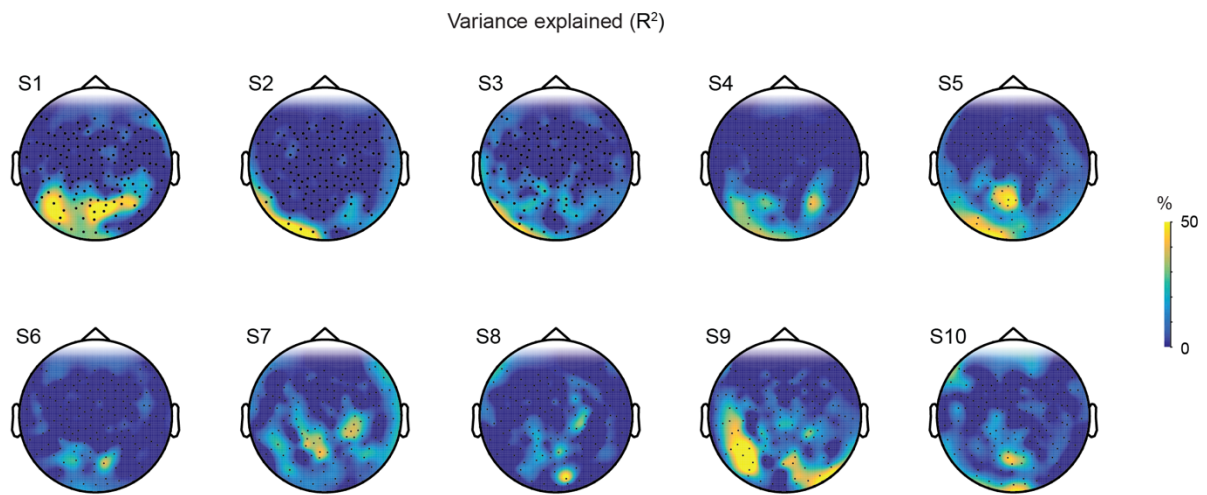 Variance explained (R²)
S1
S2
S3
S4
S5
%
50
0
S6
S7
S8
S9
S10